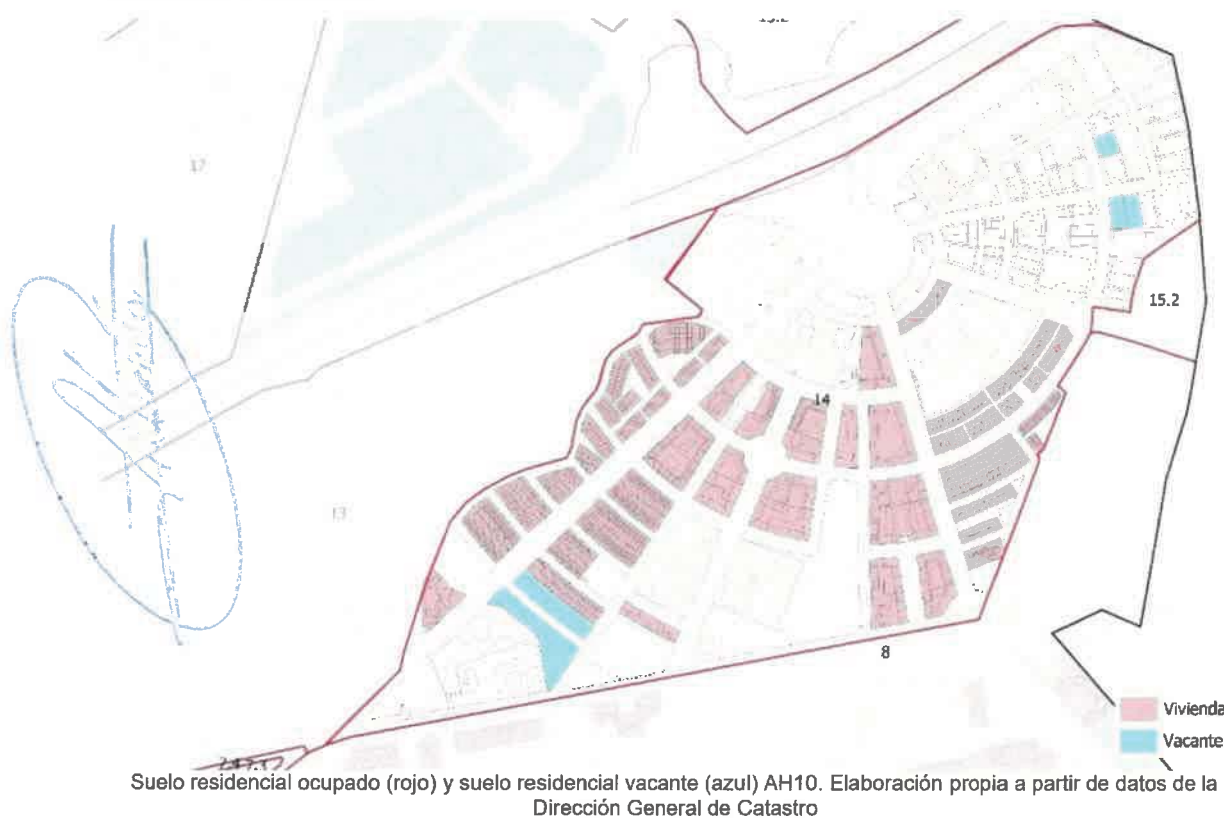 17
15.2
14
13
8
Vivienda
Vacante
Suelo residencial ocupado (rojo) y suelo residencial vacante (azul) AH10. Elaboración propia a partir de datos de la
Dirección General de Catastro